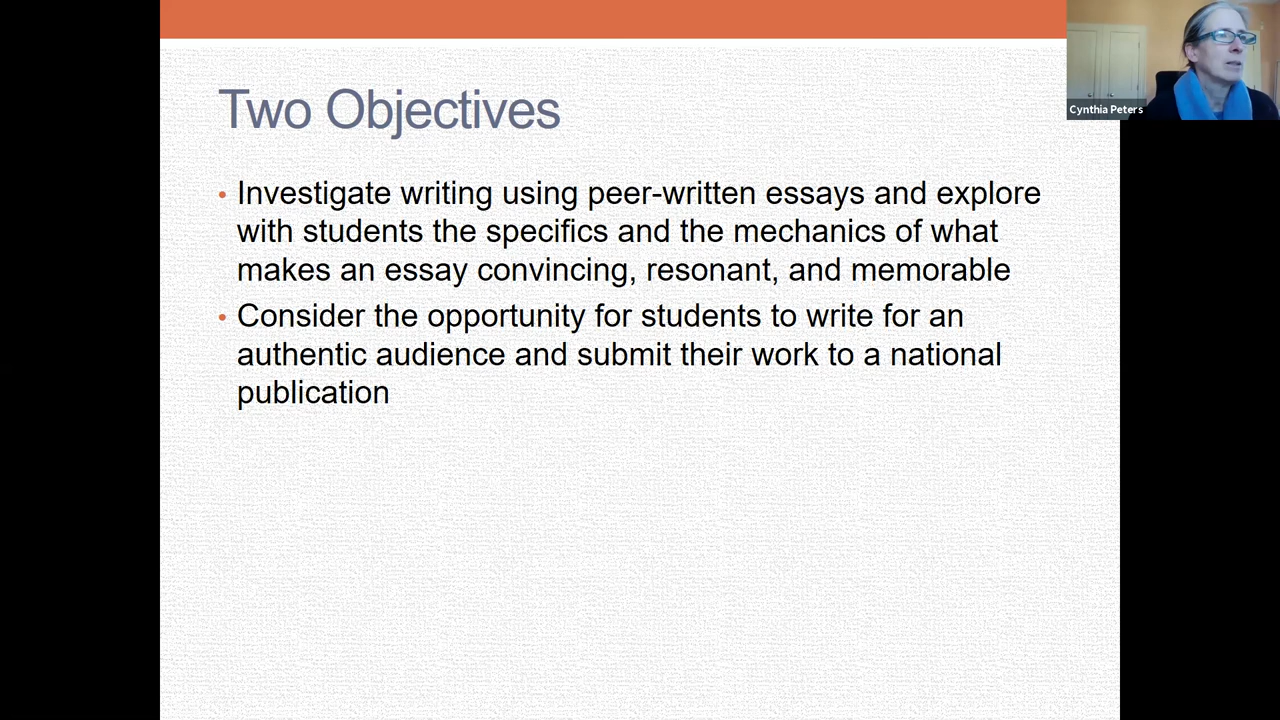 Two Objectives
• Investigate writing using peer-written essays and explore
with students the specifics and the mechanics of what
makes an essay convincing, resonant, and memorable
• Consider the opportunity for students to write for an
authentic audience and submit their work to a national
publication
Cynthia Peters